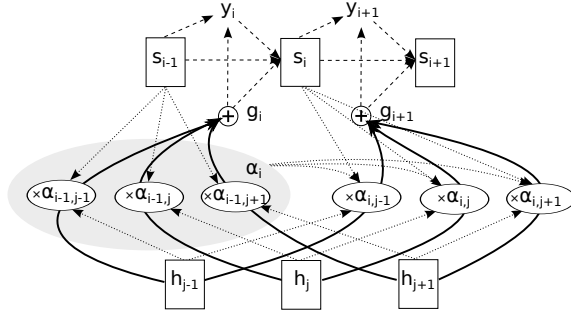 y_i y_{i+1}
s_{i-1} s_i s_{i+1}
+ g_i + g_{i+1}
α_i
×α_{i-1,j-1} ×α_{i-1,j} ×α_{i-1,j+1} ×α_{i,j-1} ×α_{i,j} ×α_{i,j+1}
h_{j-1} h_j h_{j+1}